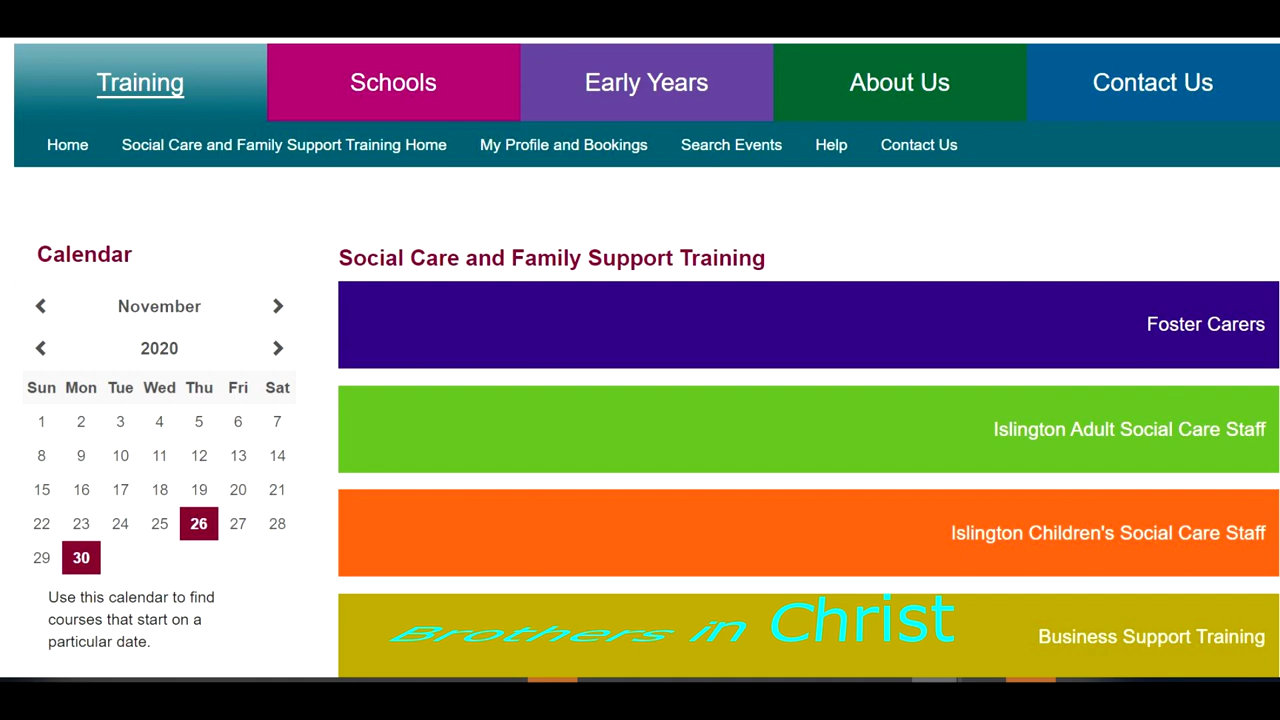 Training Schools Early Years About Us Contact Us
Home Social Care and Family Support Training Home My Profile and Bookings Search Events Help Contact Us
Calendar
November
2020
Sun Mon Tue Wed Thu Fri Sat
1 2 3 4 5 6 7
8 9 10 11 12 13 14
15 16 17 18 19 20 21
22 23 24 25 26 27 28
29 30
Use this calendar to find
courses that start on a
particular date.
Social Care and Family Support Training
Foster Carers
Islington Adult Social Care Staff
Islington Children's Social Care Staff
Brothers in Christ
Business Support Training